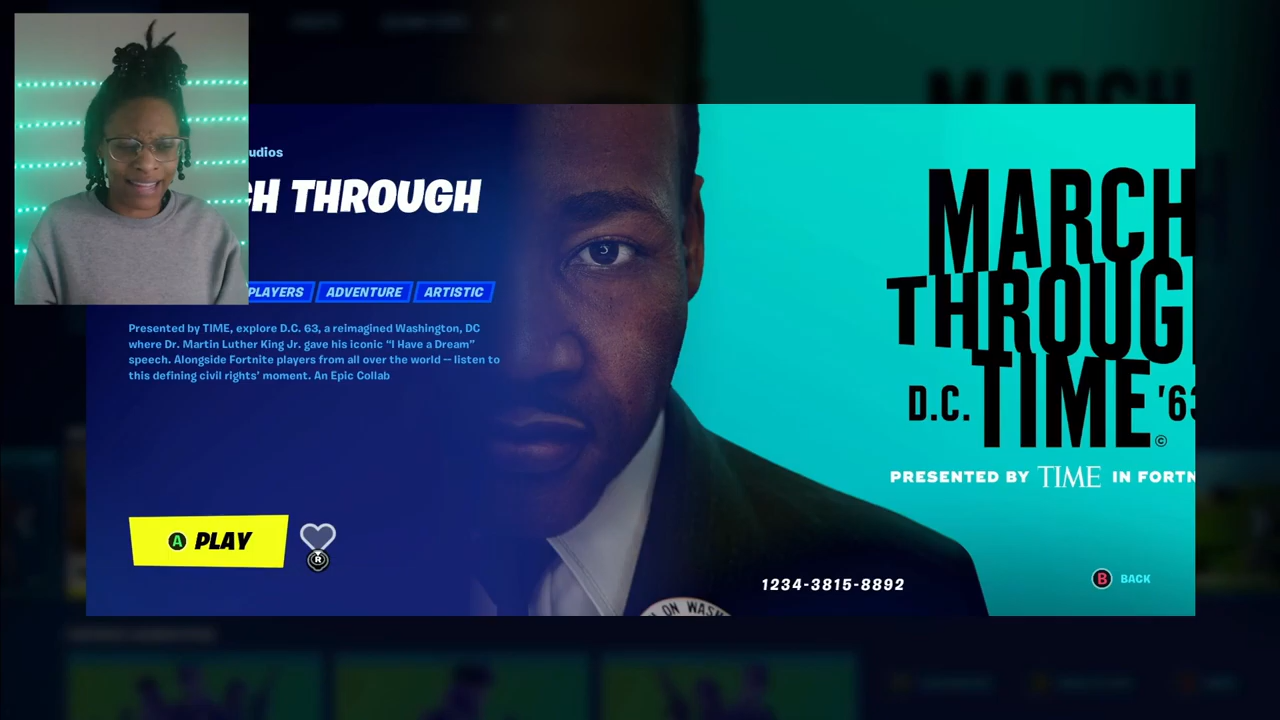 udios
H THROUGH
PLAYERS
ADVENTURE
ARTISTIC
Presented by TIME, explore D.C. 63, a reimagined Washington, DC
where Dr. Martin Luther King Jr. gave his iconic “I Have a Dream”
speech. Alongside Fortnite players from all over the world -- listen to
this defining civil rights’ moment. An Epic Collab
A PLAY
R
MARCH
THROUG
TIME
D.C. '63
©
PRESENTED BY TIME IN FORTN
ON WASH
1234-3815-8892
B BACK